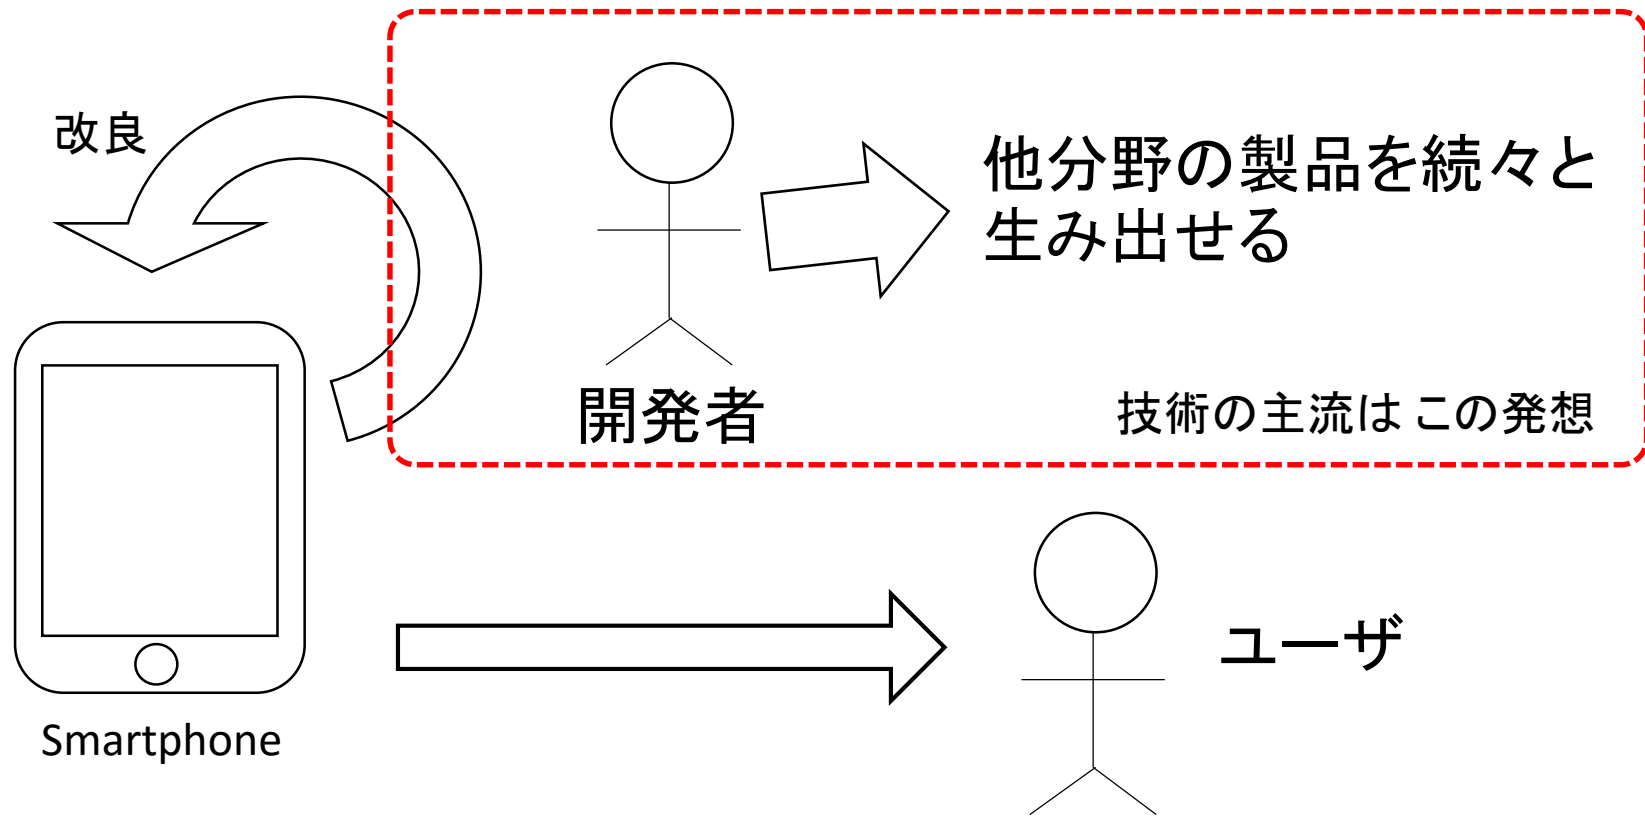 改良
他分野の製品を続々と
生み出せる
開発者
技術の主流は この発想
ユーザ
Smartphone